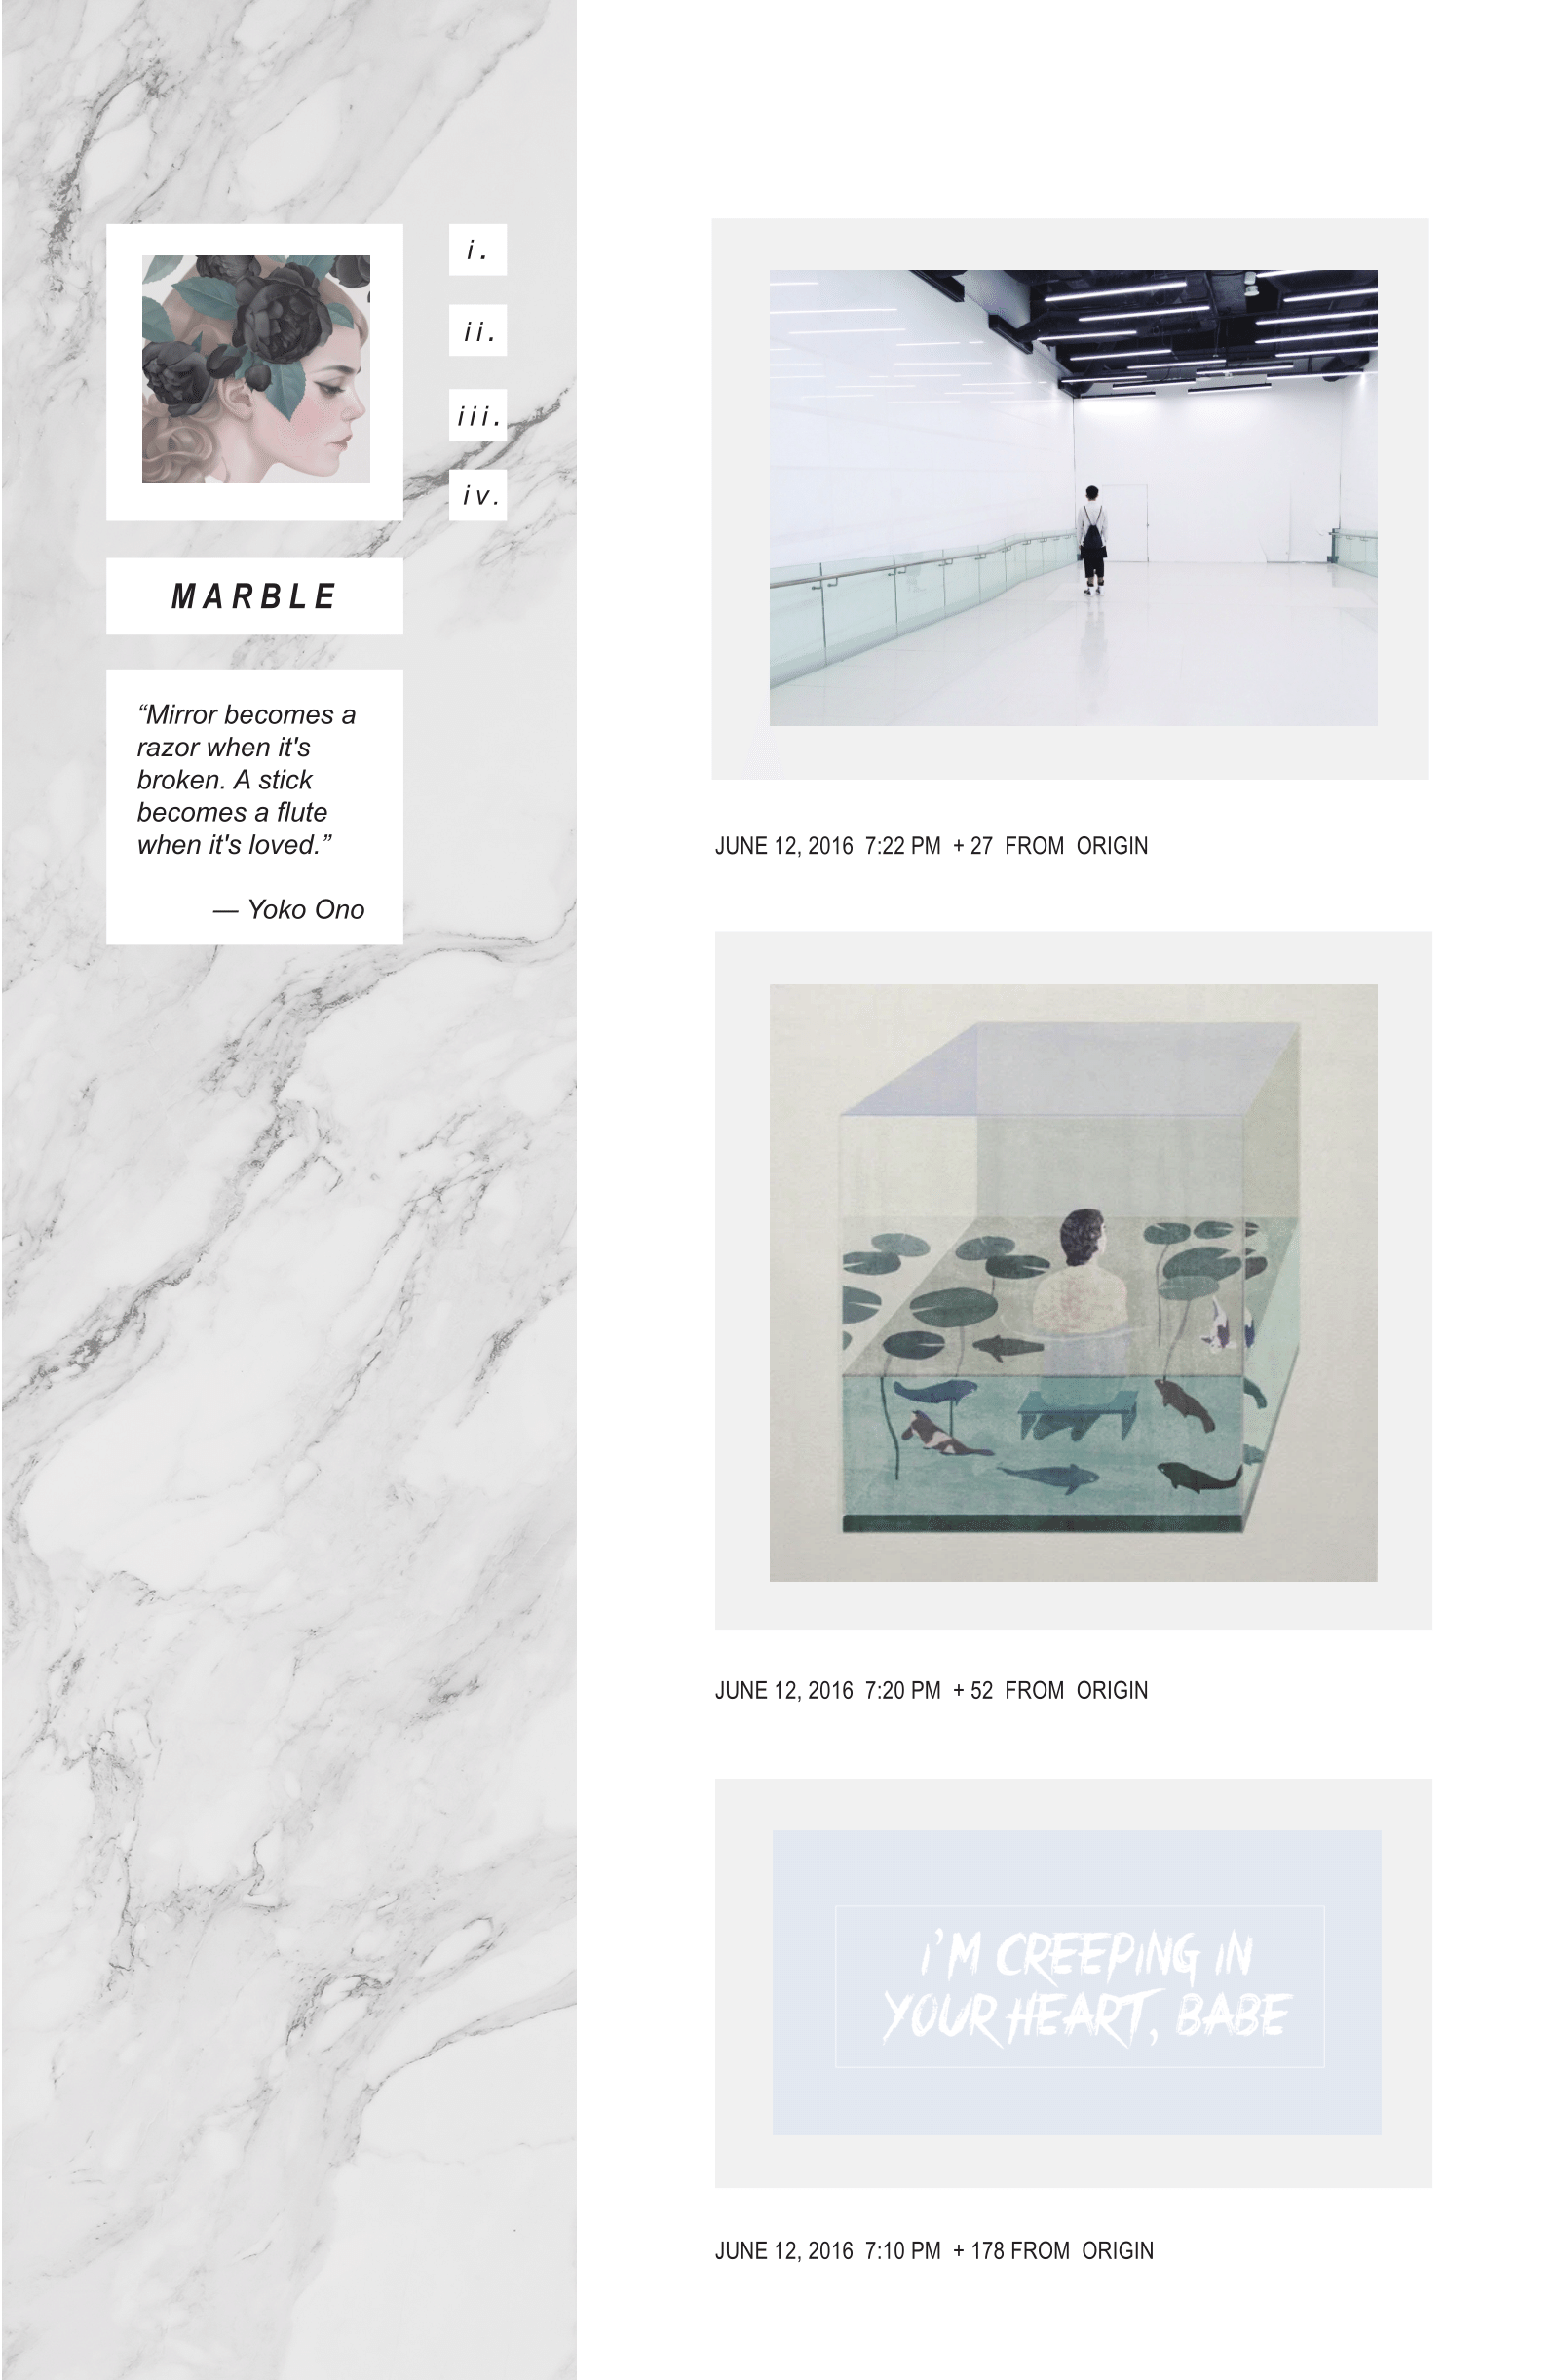 i.
ii.
iii.
iv.
MARBLE
“Mirror becomes a
razor when it's
broken. A stick
becomes a flute
when it's loved.”
— Yoko Ono
JUNE 12, 2016 7:22 PM + 27 FROM ORIGIN
JUNE 12, 2016 7:20 PM + 52 FROM ORIGIN
i'M CREEPiNG iN
YOUR HEART, BABE
JUNE 12, 2016 7:10 PM + 178 FROM ORIGIN